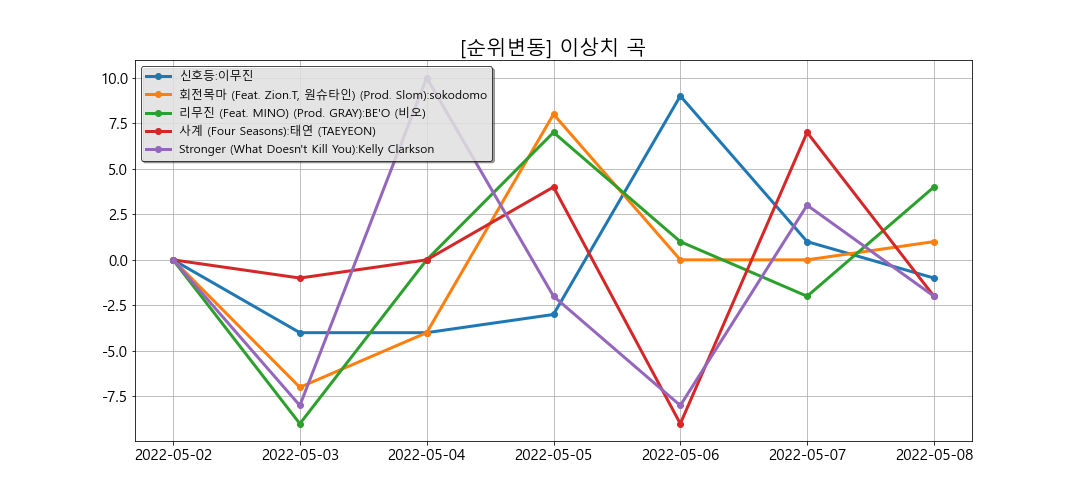 [순위변동] 이상치 곡
신호등:이무진
회전목마 (Feat. Zion.T, 원슈타인) (Prod. Slom):sokodomo
리무진 (Feat. MINO) (Prod. GRAY):BE'O (비오)
사계 (Four Seasons):태연 (TAEYEON)
Stronger (What Doesn't Kill You):Kelly Clarkson
10.0
7.5
5.0
2.5
0.0
-2.5
-5.0
-7.5
2022-05-02 2022-05-03 2022-05-04 2022-05-05 2022-05-06 2022-05-07 2022-05-08